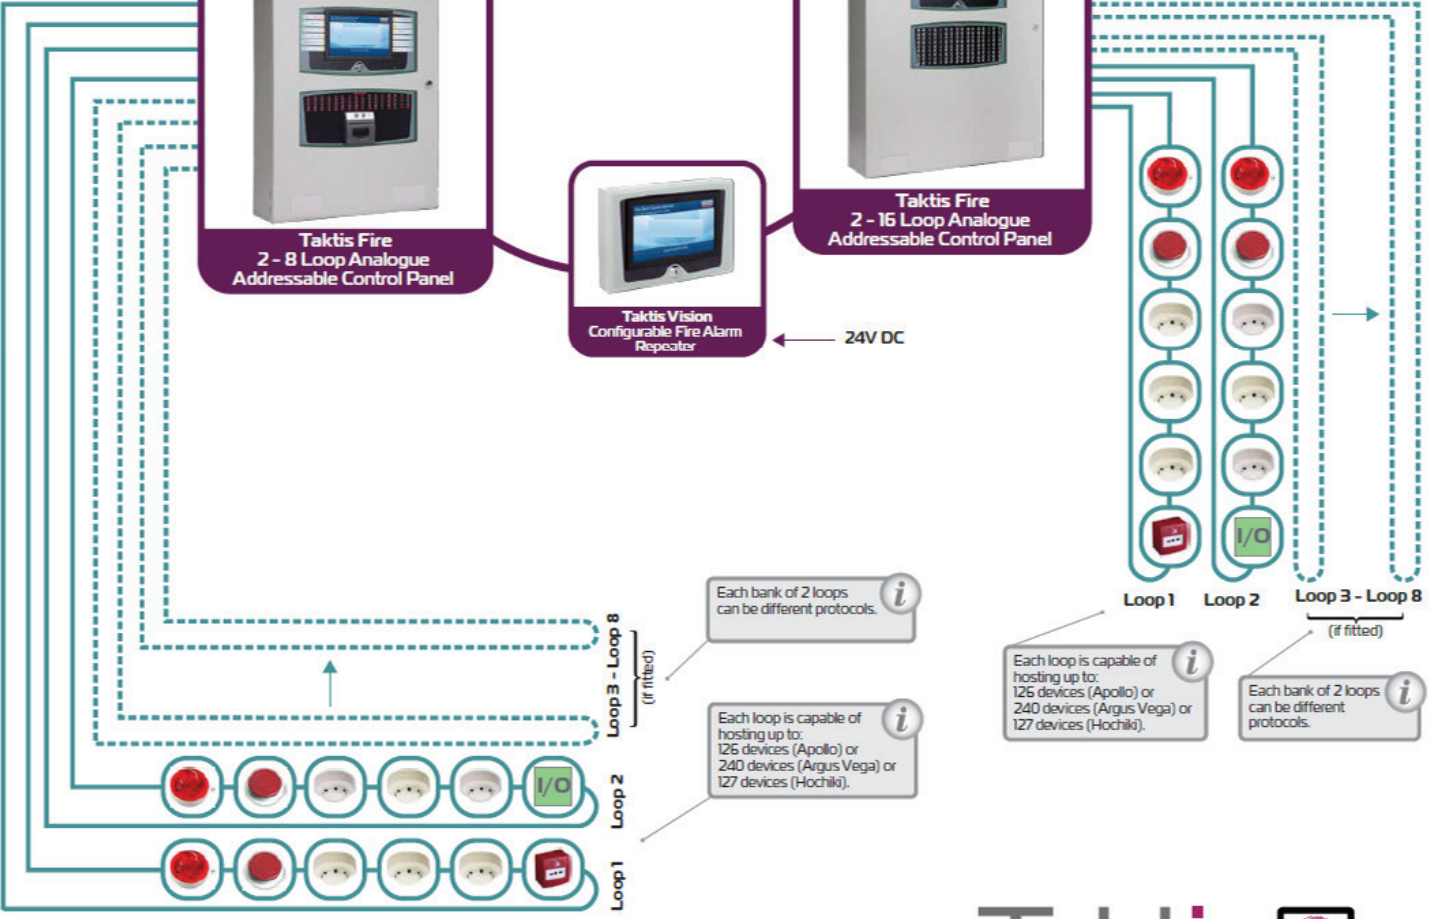 Taktis Fire
2 - 8 Loop Analogue
Addressable Control Panel
Taktis Vision
Configurable Fire Alarm
Repeater
24V DC
Taktis Fire
2 - 16 Loop Analogue
Addressable Control Panel
I/O
Loop 1
Loop 2
Loop 3 - Loop 8
(if fitted)
Each loop is capable of
hosting up to:
126 devices (Apollo) or
240 devices (Argus Vega) or
127 devices (Hochiki).
i
Each bank of 2 loops
can be different
protocols.
i
Each bank of 2 loops
can be different protocols.
i
Loop 3 - Loop 8
(if fitted)
Each loop is capable of
hosting up to:
126 devices (Apollo) or
240 devices (Argus Vega) or
127 devices (Hochiki).
i
I/O
Loop 2
Loop 1